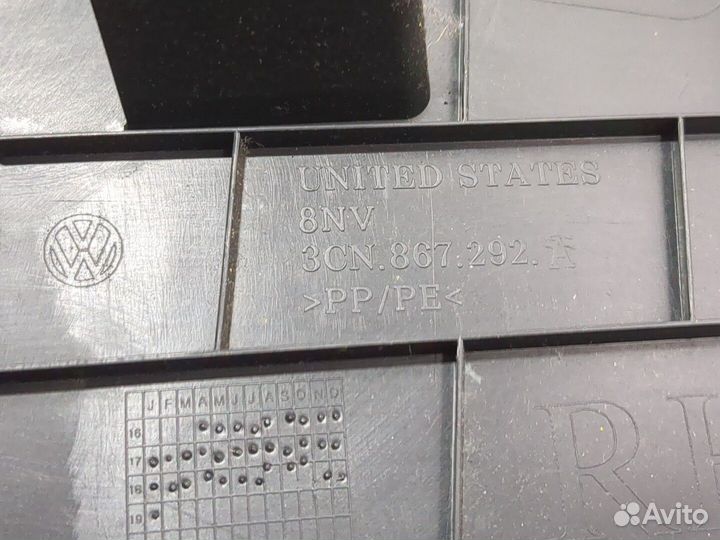 UNITED STATES
8NV
3CN.867.292.A
>PP/PE<
J F M A M J J A S O N D
16
17
18
19
Avito